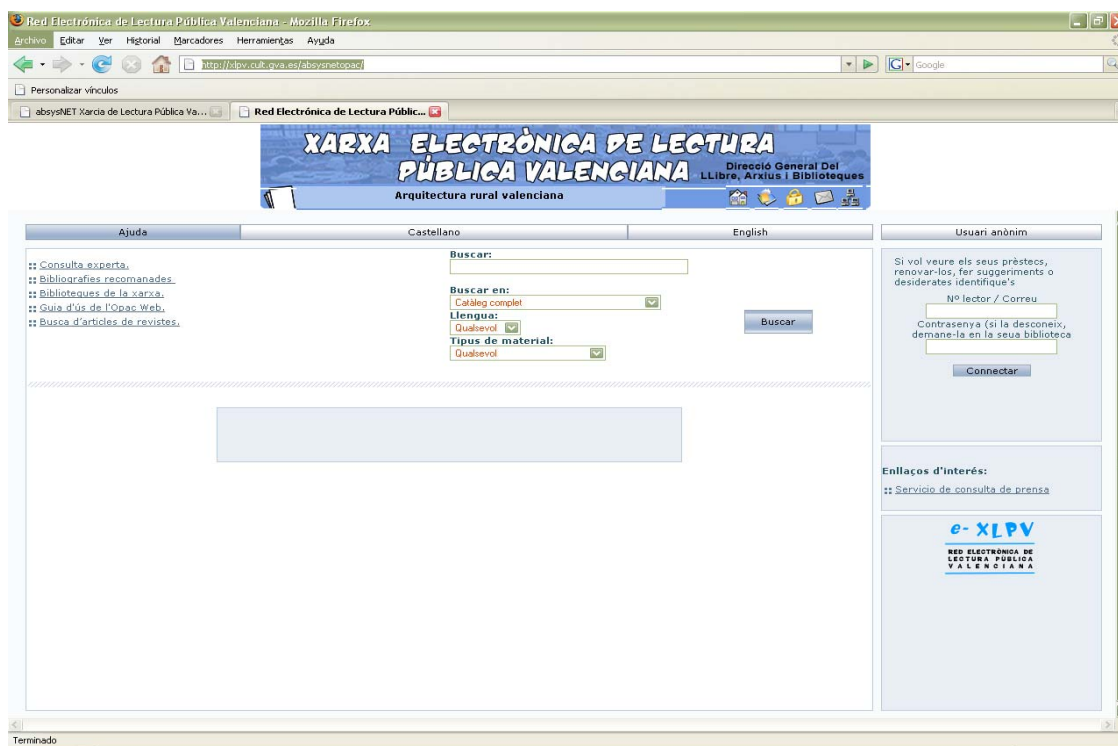 Red Electrónica de Lectura Pública Valenciana - Mozilla Firefox
Archivo Editar Ver Historial Marcadores Herramientas Ayuda
http://xlpv.cult.gva.es/absysnetopac/
G Google
Personalizar vínculos
absysNET Xarcia de Lectura Pública Va...
Red Electrónica de Lectura Públic...
XARXA ELECTRÒNICA DE LECTURA
PÚBLICA VALENCIANA
Direcció General Del
LLibre, Arxius i Biblioteques
Arquitectura rural valenciana
Ajuda
Castellano
English
Usuari anònim
:: Consulta experta.
:: Bibliografies recomanades
:: Biblioteques de la xarxa.
:: Guia d'ús de l'Opac Web.
:: Busca d'articles de revistes.
Buscar:
Buscar en:
Catàleg complet
Llengua:
Qualsevol
Tipus de material:
Qualsevol
Buscar
Si vol veure els seus prèstecs,
renovar-los, fer suggeriments o
desiderates identifique's
Nº lector / Correu
Contrasenya (si la desconeix,
demane-la en la seua biblioteca
Connectar
Enllaços d'interés:
:: Servicio de consulta de prensa
e- XLPV
RED ELECTRÓNICA DE
LECTURA PÚBLICA
VALENCIANA
Terminado